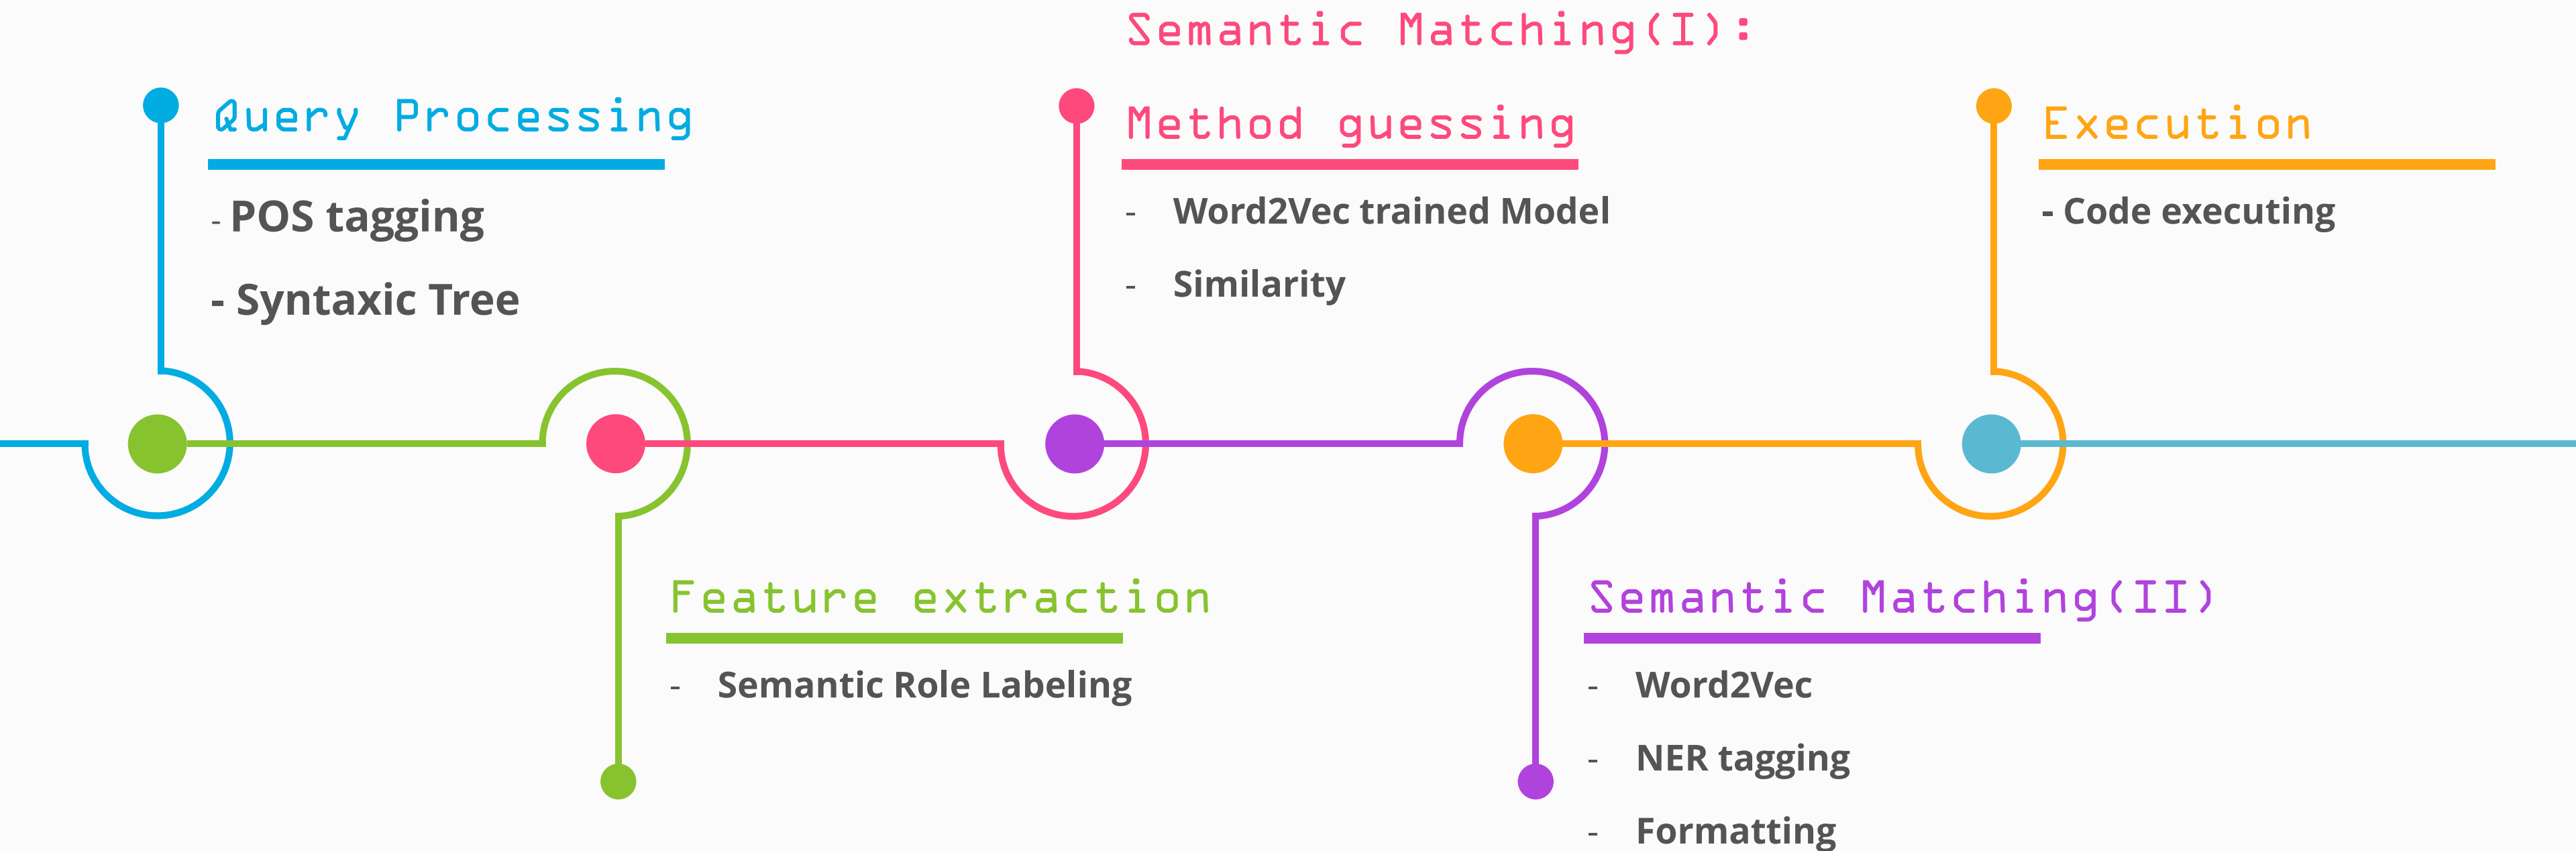 Query Processing
- POS tagging
- Syntaxic Tree
Feature extraction
- Semantic Role Labeling
Semantic Matching(I):
Method guessing
- Word2Vec trained Model
- Similarity
Semantic Matching(II)
- Word2Vec
- NER tagging
- Formatting
Execution
- Code executing